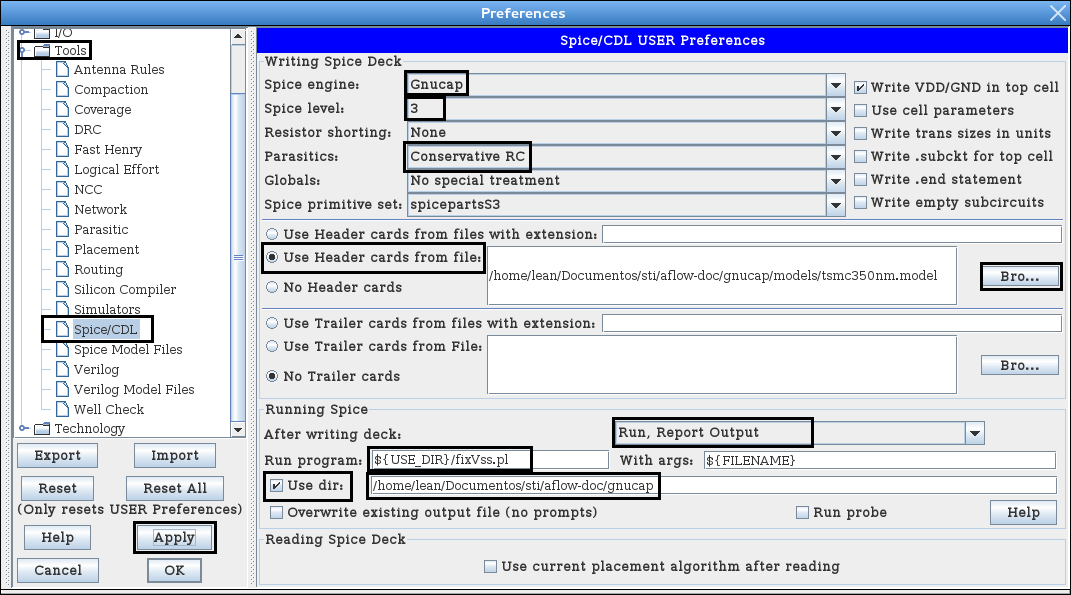 Preferences
I/O
Tools
Antenna Rules
Compaction
Coverage
DRC
Fast Henry
Logical Effort
NCC
Network
Parasitic
Placement
Routing
Silicon Compiler
Simulators
Spice/CDL
Spice Model Files
Verilog
Verilog Model Files
Well Check
Technology
Export Import
Reset Reset All
(Only resets USER Preferences)
Help Apply
Cancel OK
Spice/CDL USER Preferences
Writing Spice Deck
Spice engine: Gnucap
Spice level: 3
Resistor shorting: None
Parasitics: Conservative RC
Globals: No special treatment
Spice primitive set: spicepartsS3
Write VDD/GND in top cell
Use cell parameters
Write trans sizes in units
Write .subckt for top cell
Write .end statement
Write empty subcircuits
Use Header cards from files with extension:
Use Header cards from file: /home/lean/Documentos/sti/aflow-doc/gnucap/models/tsmc350nm.model Bro...
No Header cards
Use Trailer cards from files with extension:
Use Trailer cards from File: Bro...
No Trailer cards
Running Spice
After writing deck: Run, Report Output
Run program: ${USE_DIR}/fixVss.pl With args: ${FILENAME}
Use dir: /home/lean/Documentos/sti/aflow-doc/gnucap
Overwrite existing output file (no prompts) Run probe Help
Reading Spice Deck
Use current placement algorithm after reading